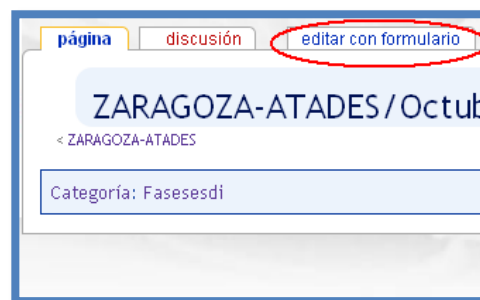 página discusión editar con formulario
ZARAGOZA-ATADES/Octub
< ZARAGOZA-ATADES
Categoría: Fasesesdi